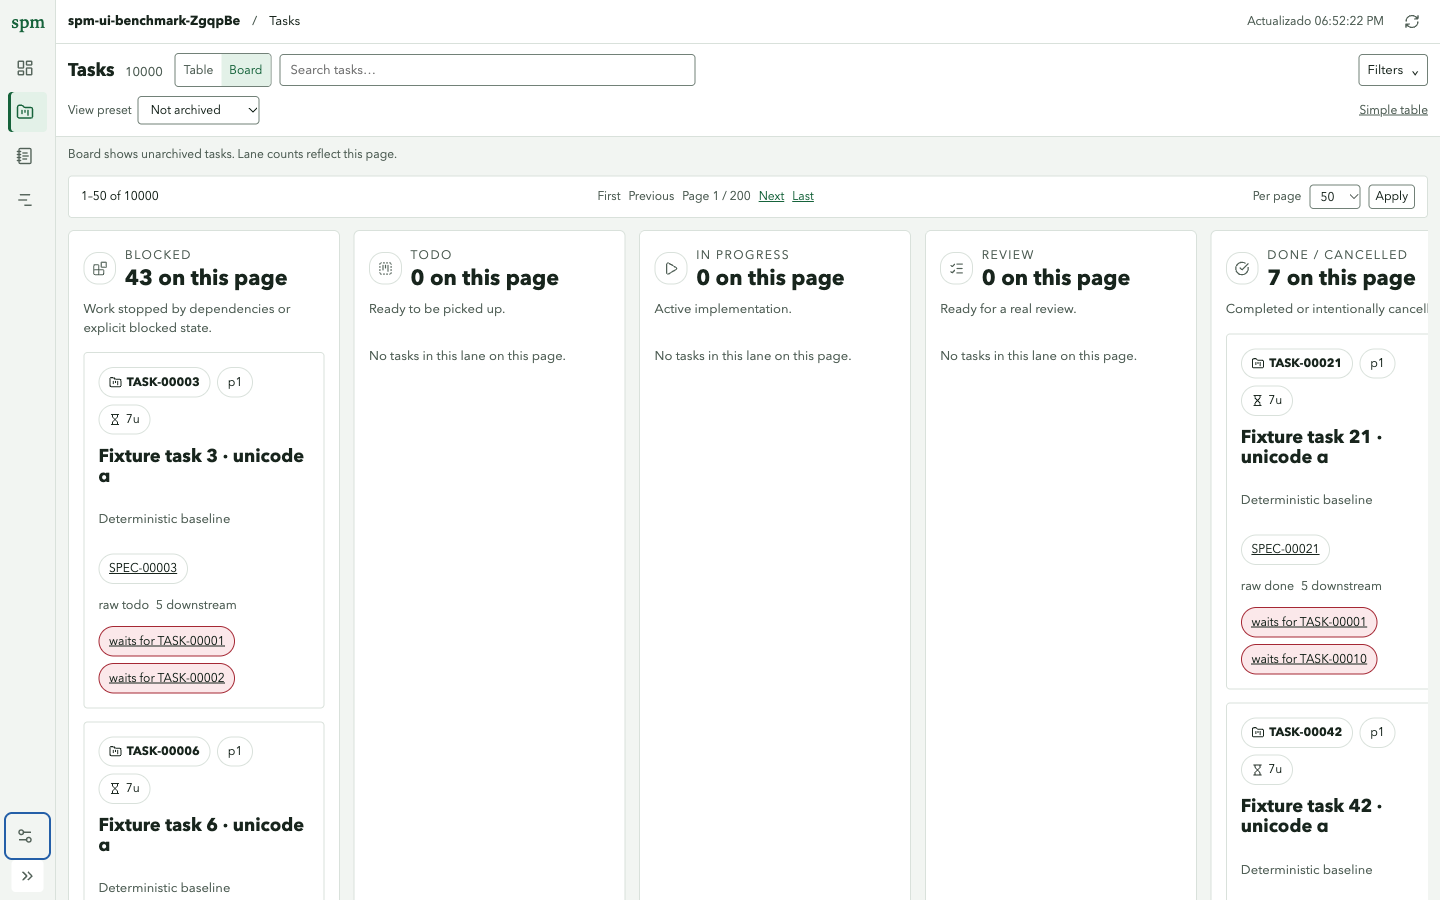 spm
spm-ui-benchmark-ZgqpBe / Tasks
Actualizado 06:52:22 PM
Tasks 10000 Table Board Search tasks...
Filters
View preset Not archived
Simple table
Board shows unarchived tasks. Lane counts reflect this page.
1–50 of 10000
First Previous Page 1 / 200 Next Last
Per page 50 Apply
BLOCKED
43 on this page
Work stopped by dependencies or
explicit blocked state.
TASK-00003 p1
7u
Fixture task 3 · unicode
a
Deterministic baseline
SPEC-00003
raw todo 5 downstream
waits for TASK-00001
waits for TASK-00002
TASK-00006 p1
7u
Fixture task 6 · unicode
a
Deterministic baseline
TODO
0 on this page
Ready to be picked up.
No tasks in this lane on this page.
IN PROGRESS
0 on this page
Active implementation.
No tasks in this lane on this page.
REVIEW
0 on this page
Ready for a real review.
No tasks in this lane on this page.
DONE / CANCELLED
7 on this page
Completed or intentionally cancell
TASK-00021 p1
7u
Fixture task 21 ·
unicode a
Deterministic baseline
SPEC-00021
raw done 5 downstream
waits for TASK-00001
waits for TASK-00010
TASK-00042 p1
7u
Fixture task 42 ·
unicode a
Deterministic baseline